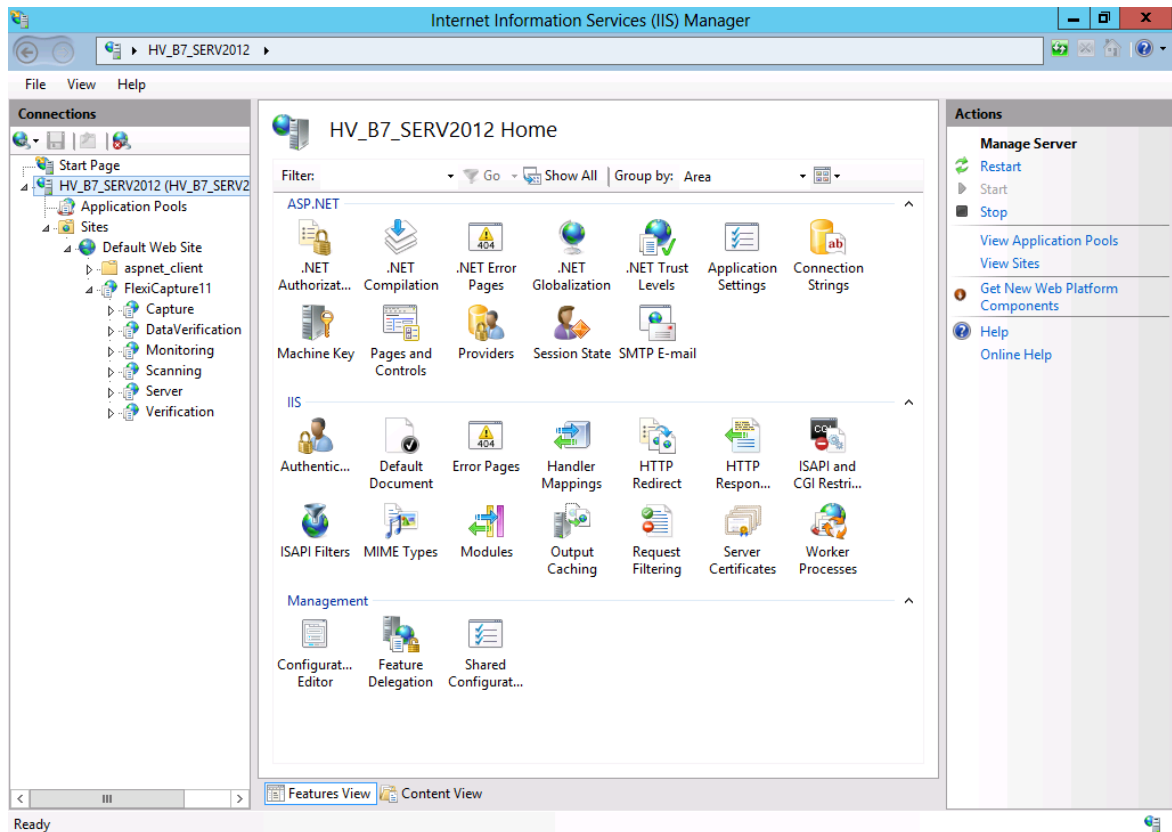 Internet Information Services (IIS) Manager
HV_B7_SERV2012
File View Help
Connections
Start Page
HV_B7_SERV2012 (HV_B7_SERV2
Application Pools
Sites
Default Web Site
aspnet_client
FlexiCapture11
Capture
DataVerification
Monitoring
Scanning
Server
Verification
HV_B7_SERV2012 Home
Filter: Go Show All Group by: Area
ASP.NET
.NET Authorizat...
.NET Compilation
.NET Error Pages
.NET Globalization
.NET Trust Levels
Application Settings
Connection Strings
Machine Key
Pages and Controls
Providers
Session State
SMTP E-mail
IIS
Authentic...
Default Document
Error Pages
Handler Mappings
HTTP Redirect
HTTP Respon...
ISAPI and CGI Restri...
ISAPI Filters
MIME Types
Modules
Output Caching
Request Filtering
Server Certificates
Worker Processes
Management
Configurat... Editor
Feature Delegation
Shared Configurat...
Features View Content View
Actions
Manage Server
Restart
Start
Stop
View Application Pools
View Sites
Get New Web Platform
Components
Help
Online Help
Ready